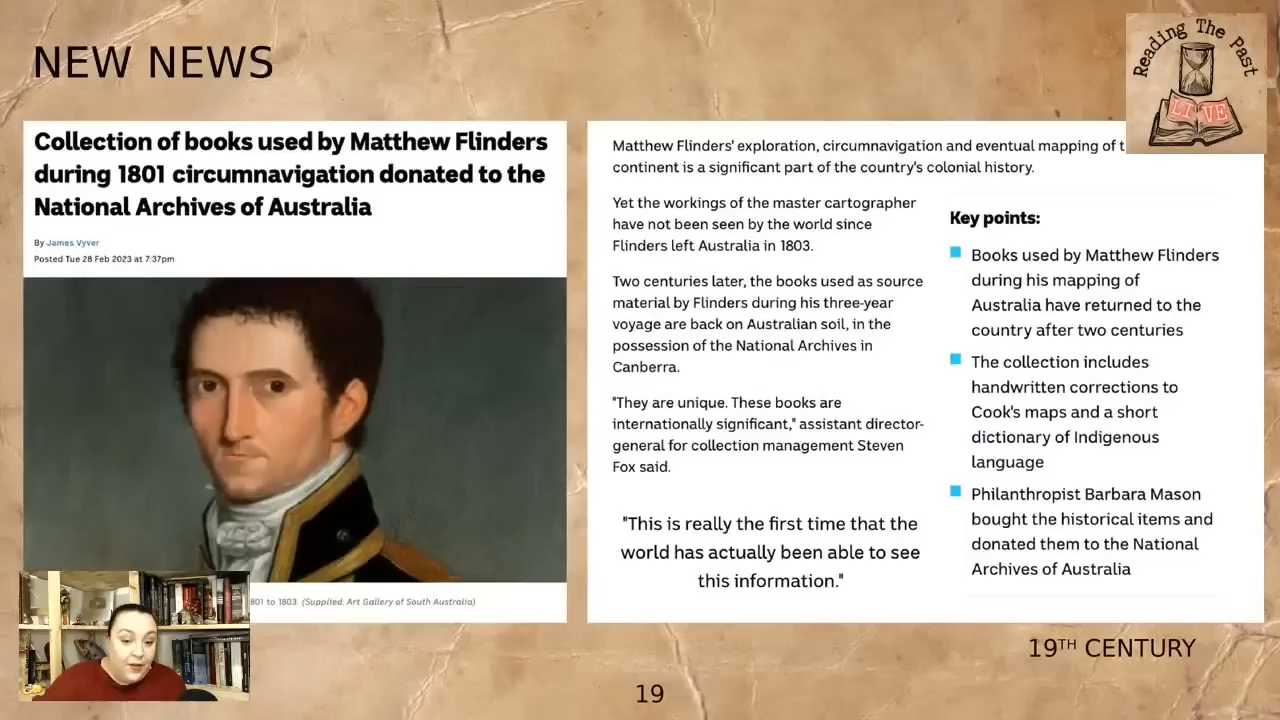 NEW NEWS
Reading The Past
LIVE
Collection of books used by Matthew Flinders
during 1801 circumnavigation donated to the
National Archives of Australia
By James Vyver
Posted Tue 28 Feb 2023 at 7:37pm
801 to 1803 (Supplied: Art Gallery of South Australia)
Matthew Flinders' exploration, circumnavigation and eventual mapping of
continent is a significant part of the country's colonial history.
Yet the workings of the master cartographer
have not been seen by the world since
Flinders left Australia in 1803.
Two centuries later, the books used as source
material by Flinders during his three-year
voyage are back on Australian soil, in the
possession of the National Archives in
Canberra.
"They are unique. These books are
internationally significant," assistant director-
general for collection management Steven
Fox said.
"This is really the first time that the
world has actually been able to see
this information."
Key points:
Books used by Matthew Flinders
during his mapping of
Australia have returned to the
country after two centuries
The collection includes
handwritten corrections to
Cook's maps and a short
dictionary of Indigenous
language
Philanthropist Barbara Mason
bought the historical items and
donated them to the National
Archives of Australia
19TH CENTURY
19